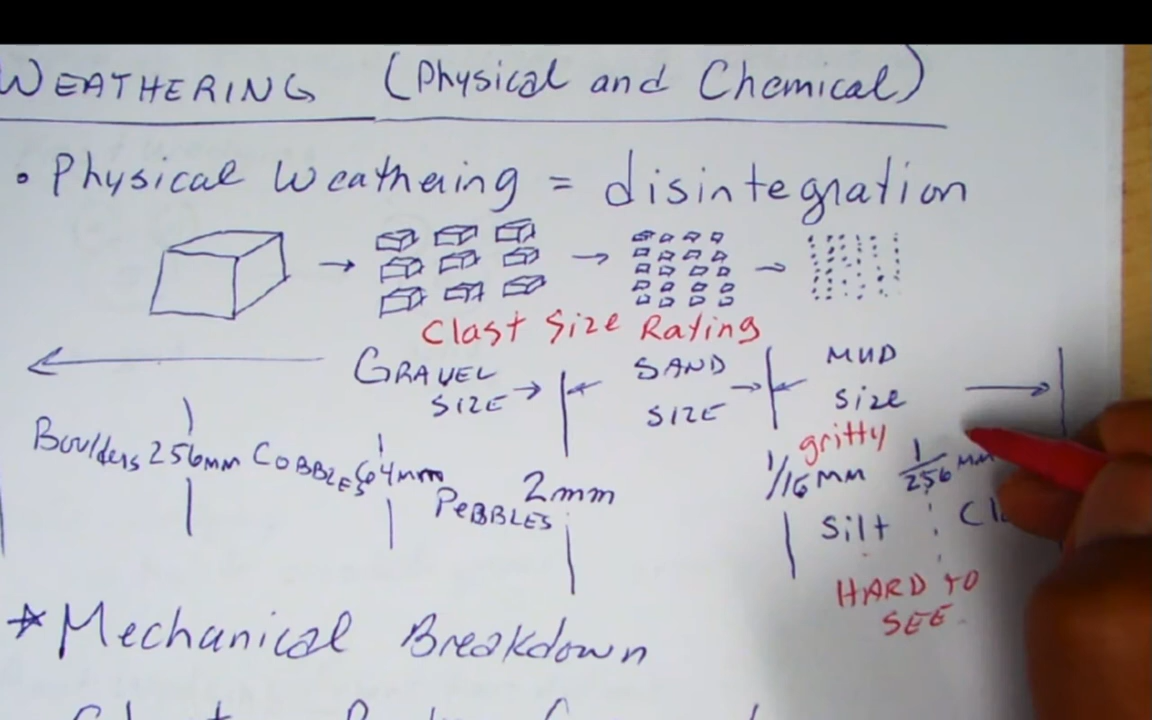 WEATHERING (Physical and Chemical)
• Physical Weathering = disintegration
Clast Size Rating
GRAVEL SIZE
SAND SIZE
MUD size
gritty
Boulders 256mm COBBLES 64mm PEBBLES 2mm 1/16 MM Silt 1/256 MM
HARD TO SEE
* Mechanical Breakdown